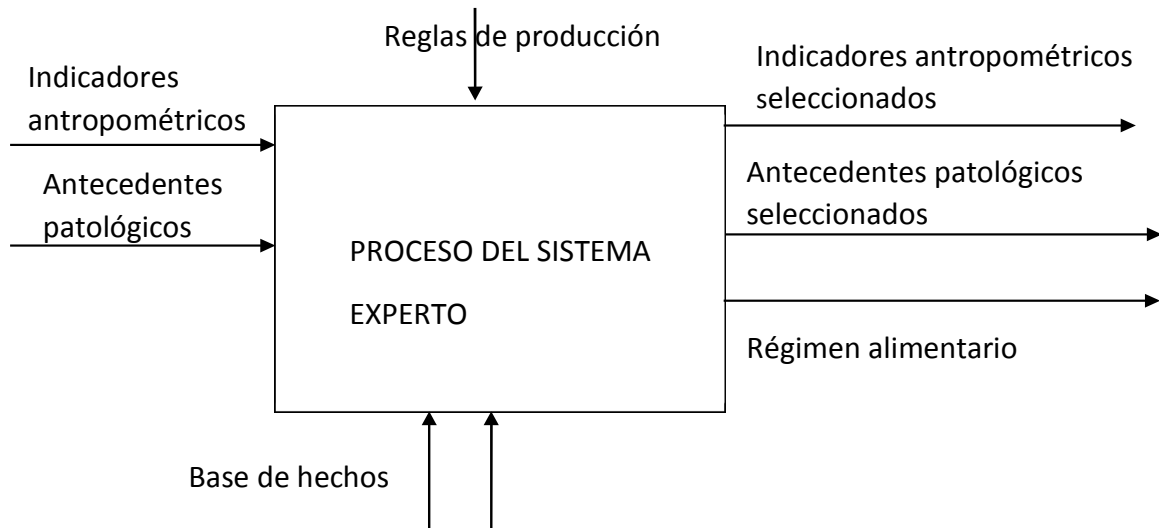 Reglas de producción
Indicadores
antropométricos
Antecedentes
patológicos
PROCESO DEL SISTEMA
EXPERTO
Indicadores antropométricos
seleccionados
Antecedentes patológicos
seleccionados
Régimen alimentario
Base de hechos